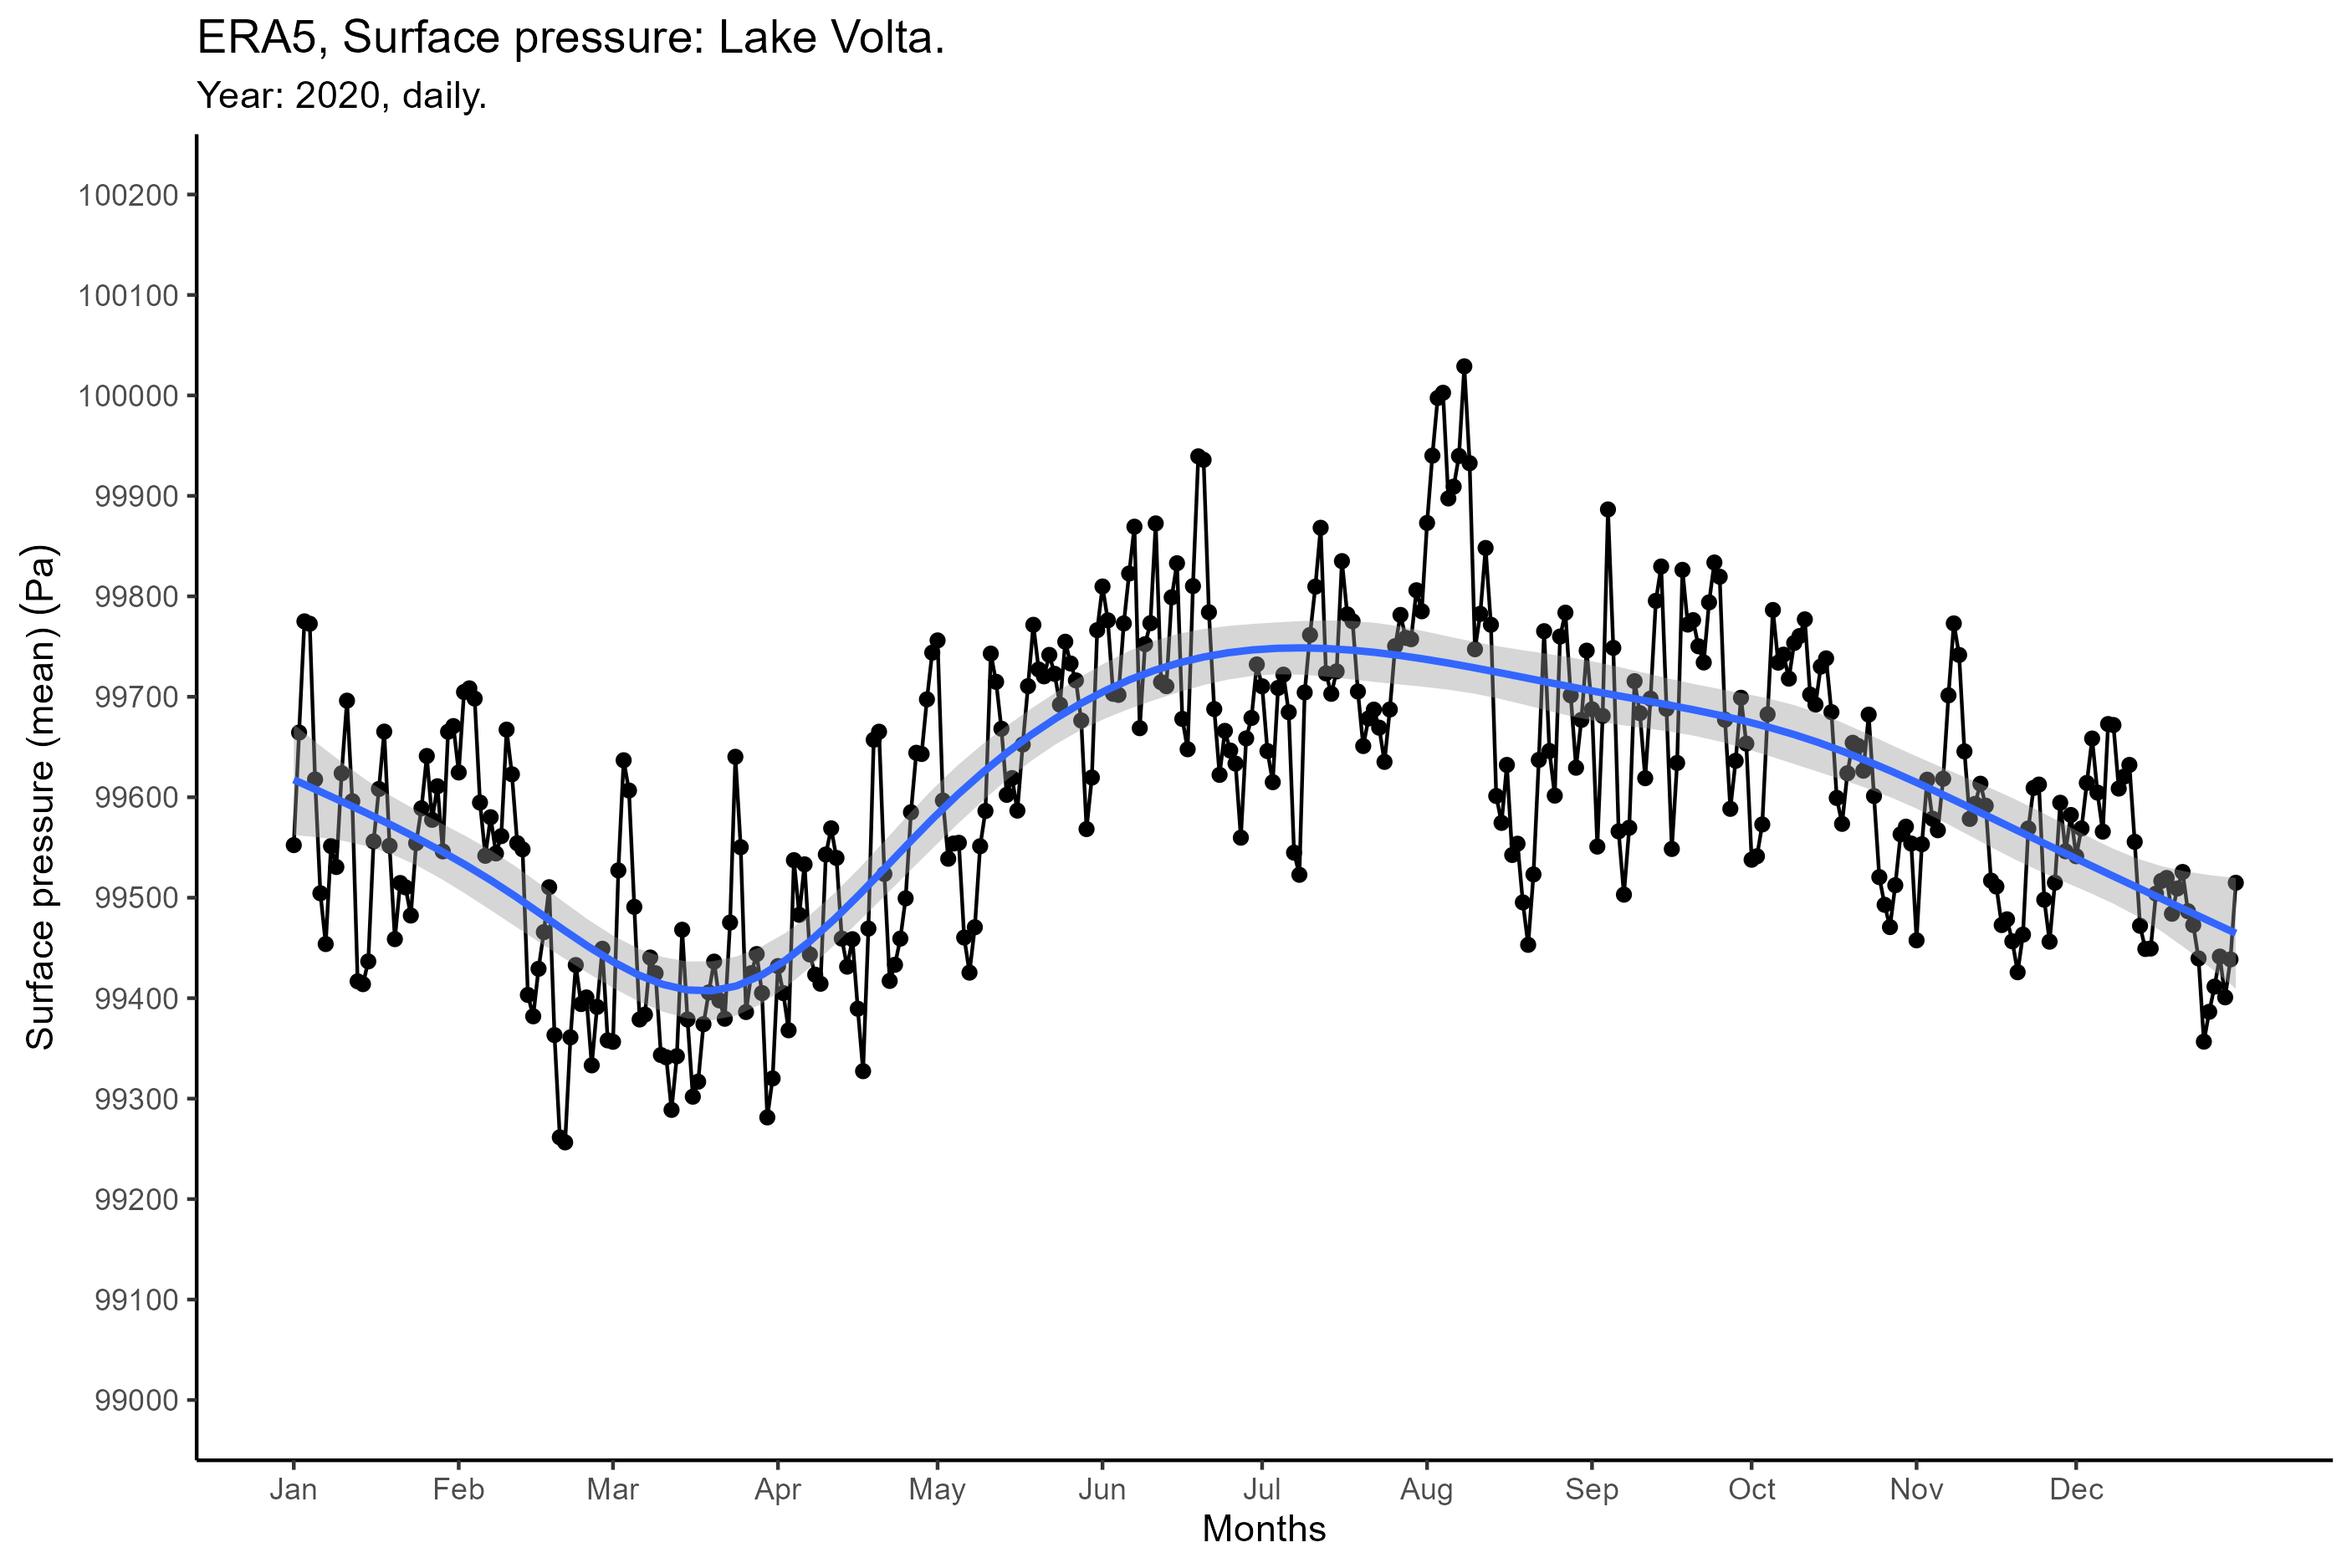 ERA5, Surface pressure: Lake Volta.
Year: 2020, daily.
Surface pressure (mean) (Pa)
100200
100100
100000
99900
99800
99700
99600
99500
99400
99300
99200
99100
99000
Jan Feb Mar Apr May Jun Jul Aug Sep Oct Nov Dec
Months